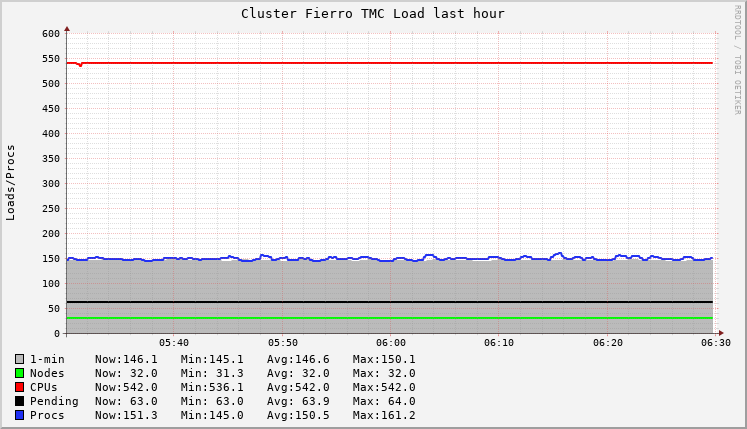 Cluster Fierro TMC Load last hour
RRDTOOL / TOBI OETIKER
Loads/Procs
600
550
500
450
400
350
300
250
200
150
100
50
0
05:40 05:50 06:00 06:10 06:20 06:30
1-min Now:146.1 Min:145.1 Avg:146.6 Max:150.1
Nodes Now: 32.0 Min: 31.3 Avg: 32.0 Max: 32.0
CPUs Now:542.0 Min:536.1 Avg:542.0 Max:542.0
Pending Now: 63.0 Min: 63.0 Avg: 63.9 Max: 64.0
Procs Now:151.3 Min:145.0 Avg:150.5 Max:161.2